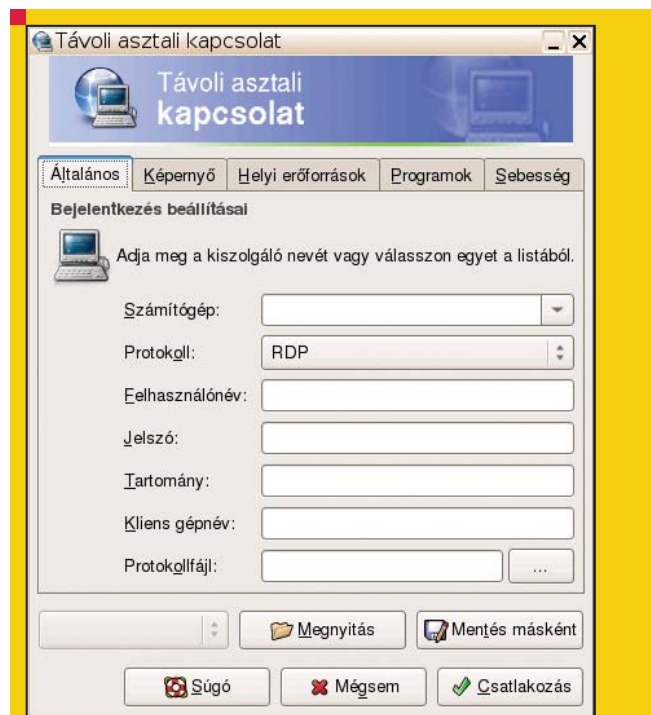 Távoli asztali kapcsolat
Távoli asztali
kapcsolat
Általános Képernyő Helyi erőforrások Programok Sebesség
Bejelentkezés beállításai
Adja meg a kiszolgáló nevét vagy válasszon egyet a listából.
Számítógép:
Protokoll: RDP
Felhasználónév:
Jelszó:
Tartomány:
Kliens gépnév:
Protokollfájl: ...
Megnyitás Mentés másként
Súgó Mégsem Csatlakozás